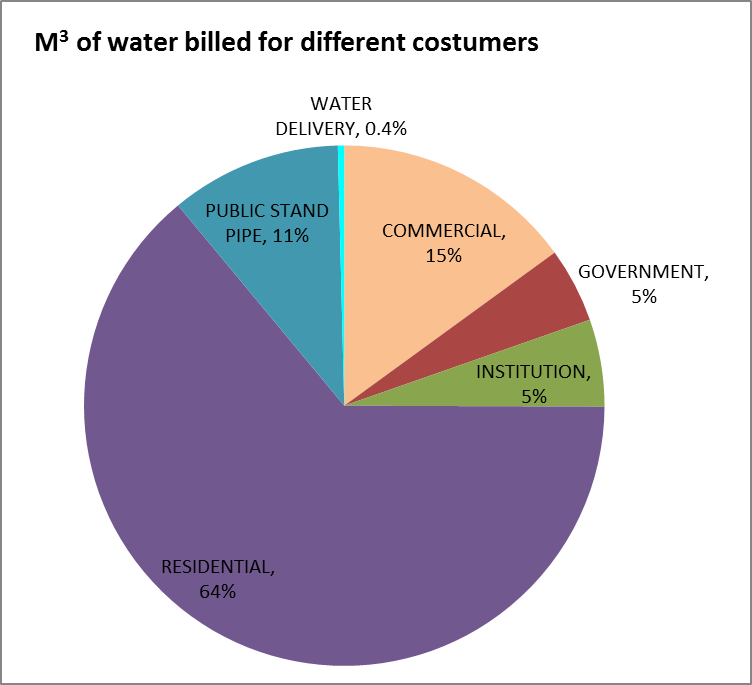 M³ of water billed for different costumers
WATER
DELIVERY, 0.4%
PUBLIC STAND
PIPE, 11%
COMMERCIAL,
15%
GOVERNMENT,
5%
INSTITUTION,
5%
RESIDENTIAL,
64%